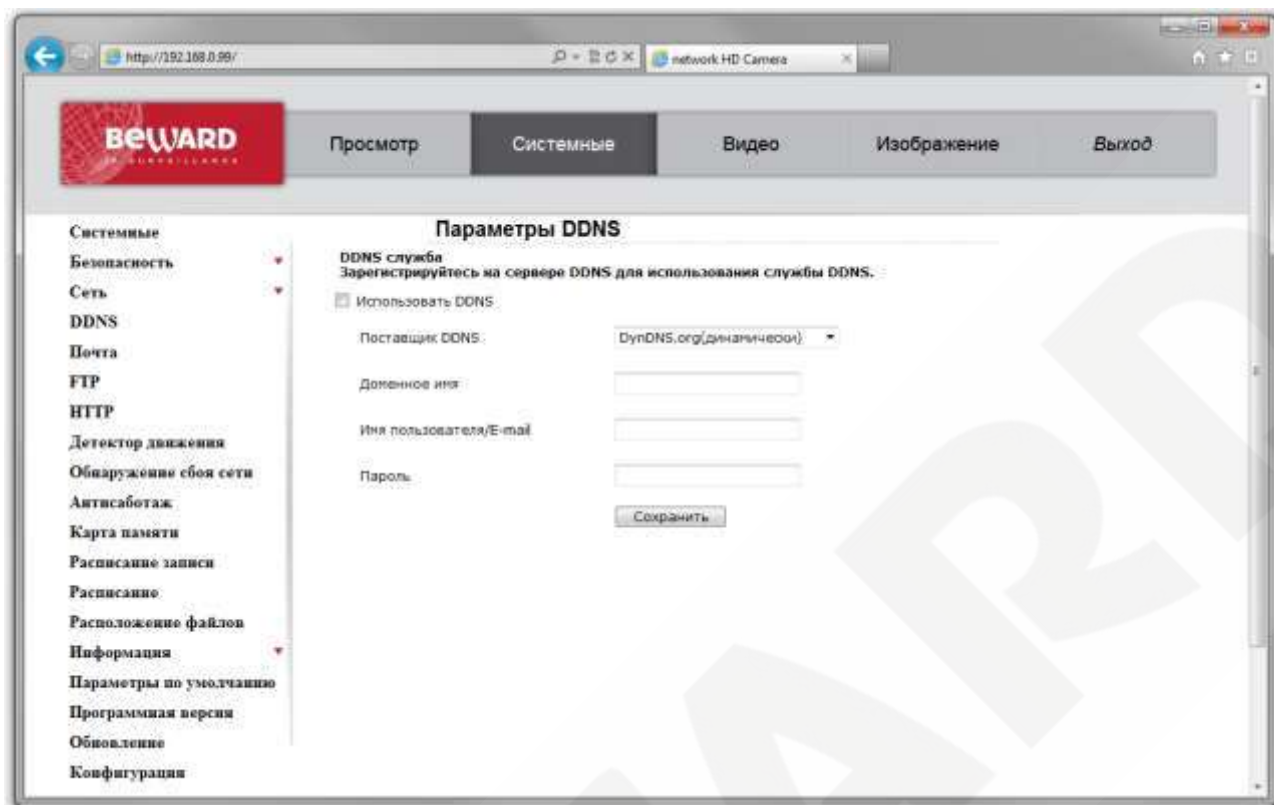 http://192.168.0.99/
network HD Camera
BEWARD
IP SURVEILLANCE
Просмотр
Системные
Видео
Изображение
Выход
Параметры DDNS
DDNS служба
Зарегистрируйтесь на сервере DDNS для использования службы DDNS.
Использовать DDNS
Поставщик DDNS
DynDNS.org(динамически)
Доменное имя
Имя пользователя/E-mail
Пароль
Сохранить
Системные
Безопасность
Сеть
DDNS
Почта
FTP
HTTP
Детектор движения
Обнаружение сбоя сети
Антисаботаж
Карта памяти
Расписание записи
Расписание
Расположение файлов
Информация
Параметры по умолчанию
Программная версия
Обновление
Конфигурация